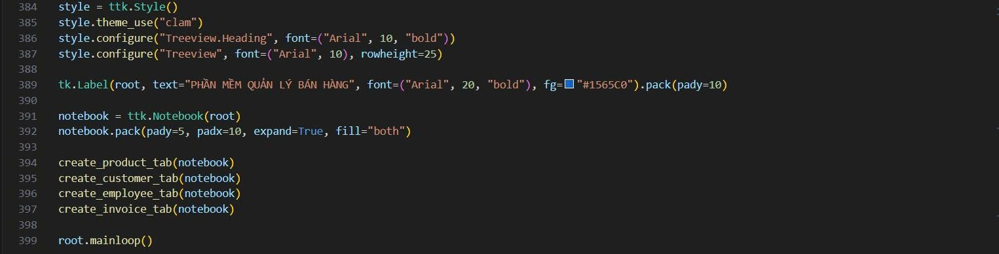 384 style = ttk.Style()
385 style.theme_use("clam")
386 style.configure("Treeview.Heading", font=("Arial", 10, "bold"))
387 style.configure("Treeview", font=("Arial", 10), rowheight=25)
388
389 tk.Label(root, text="PHẦN MỀM QUẢN LÝ BÁN HÀNG", font=("Arial", 20, "bold"), fg="#1565C0").pack(pady=10)
390
391 notebook = ttk.Notebook(root)
392 notebook.pack(pady=5, padx=10, expand=True, fill="both")
393
394 create_product_tab(notebook)
395 create_customer_tab(notebook)
396 create_employee_tab(notebook)
397 create_invoice_tab(notebook)
398
399 root.mainloop()